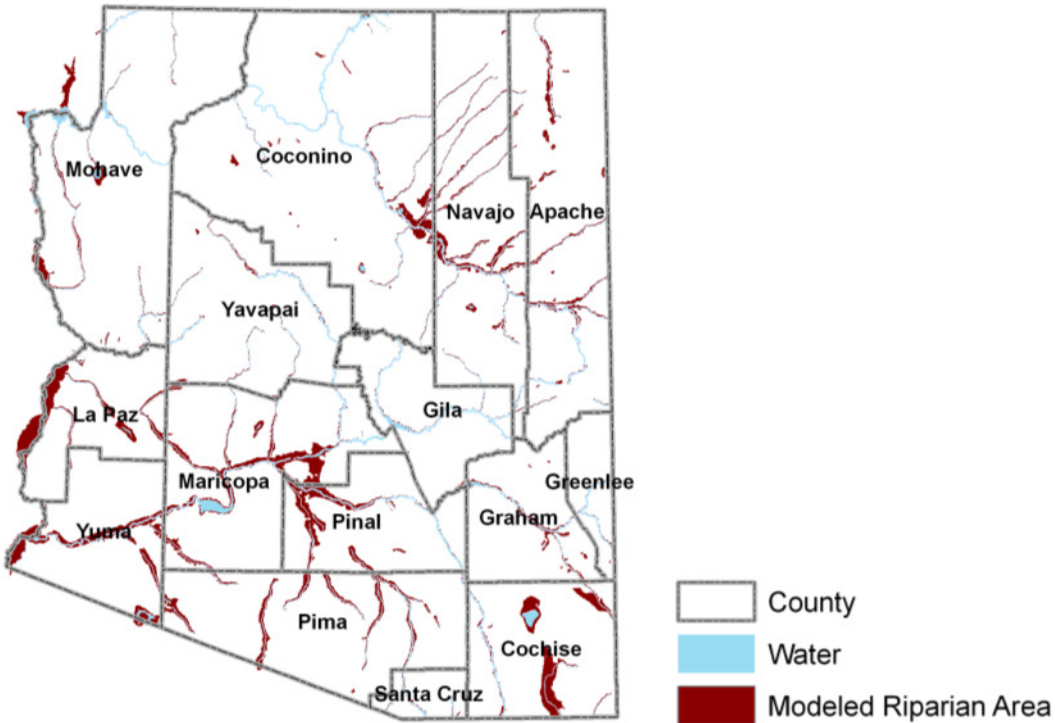 Mohave
Coconino
Navajo
Apache
Yavapai
La Paz
Gila
Maricopa
Greenlee
Yuma
Pinal
Graham
Pima
Cochise
Santa Cruz
County
Water
Modeled Riparian Area